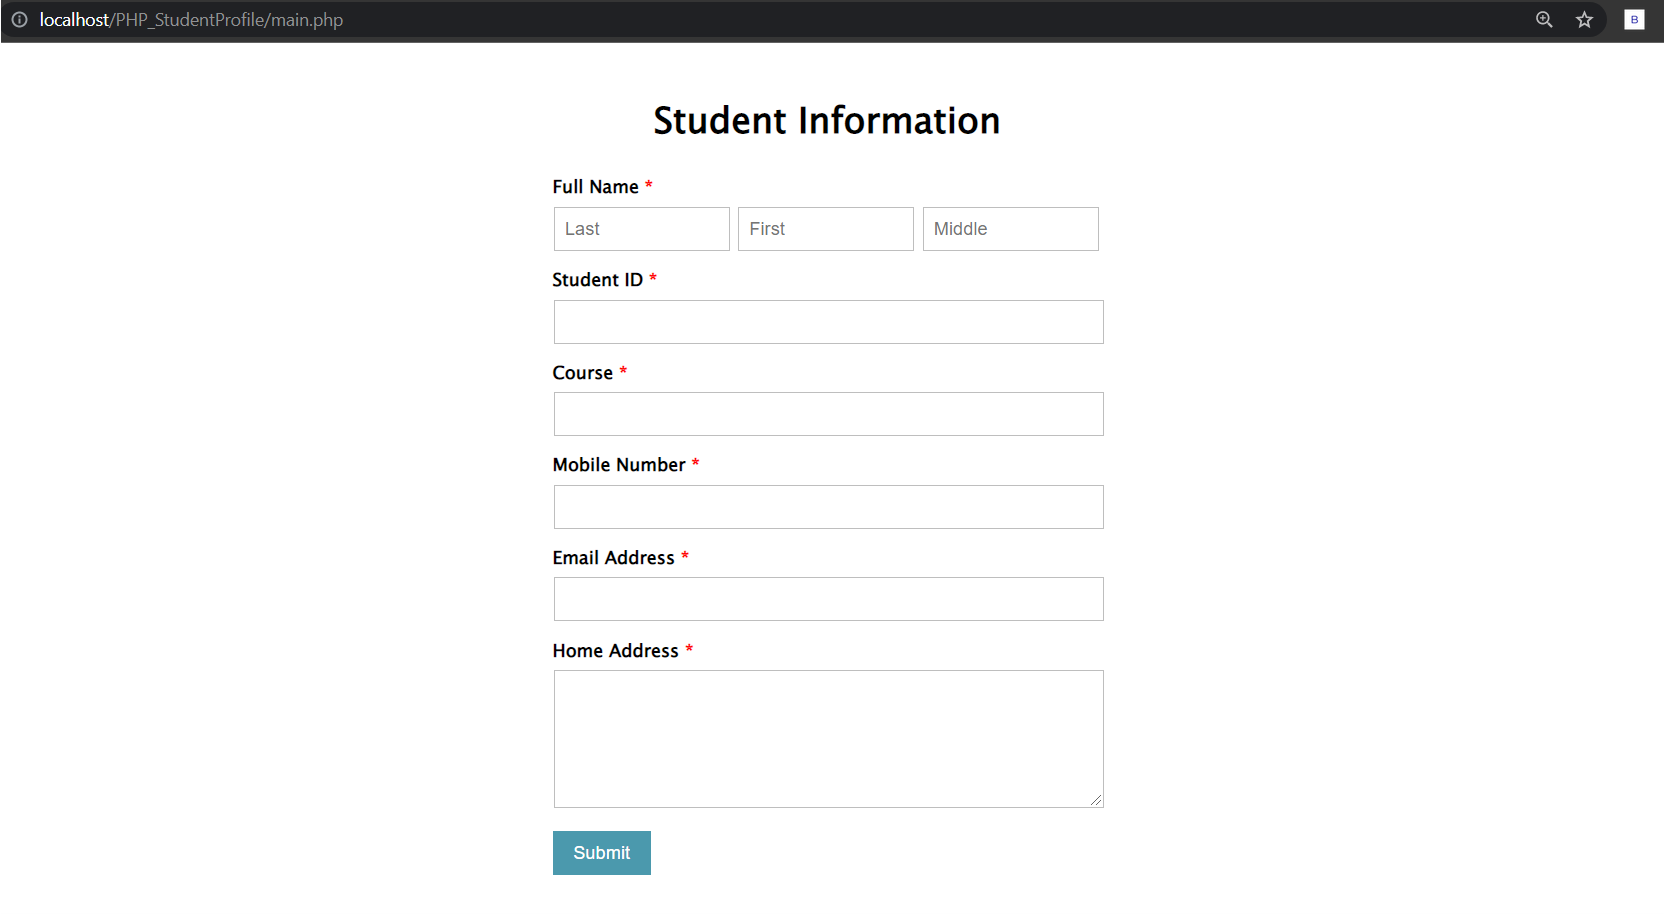 localhost/PHP_StudentProfile/main.php
B
Student Information
Full Name *
Last First Middle
Student ID *
Course *
Mobile Number *
Email Address *
Home Address *
Submit